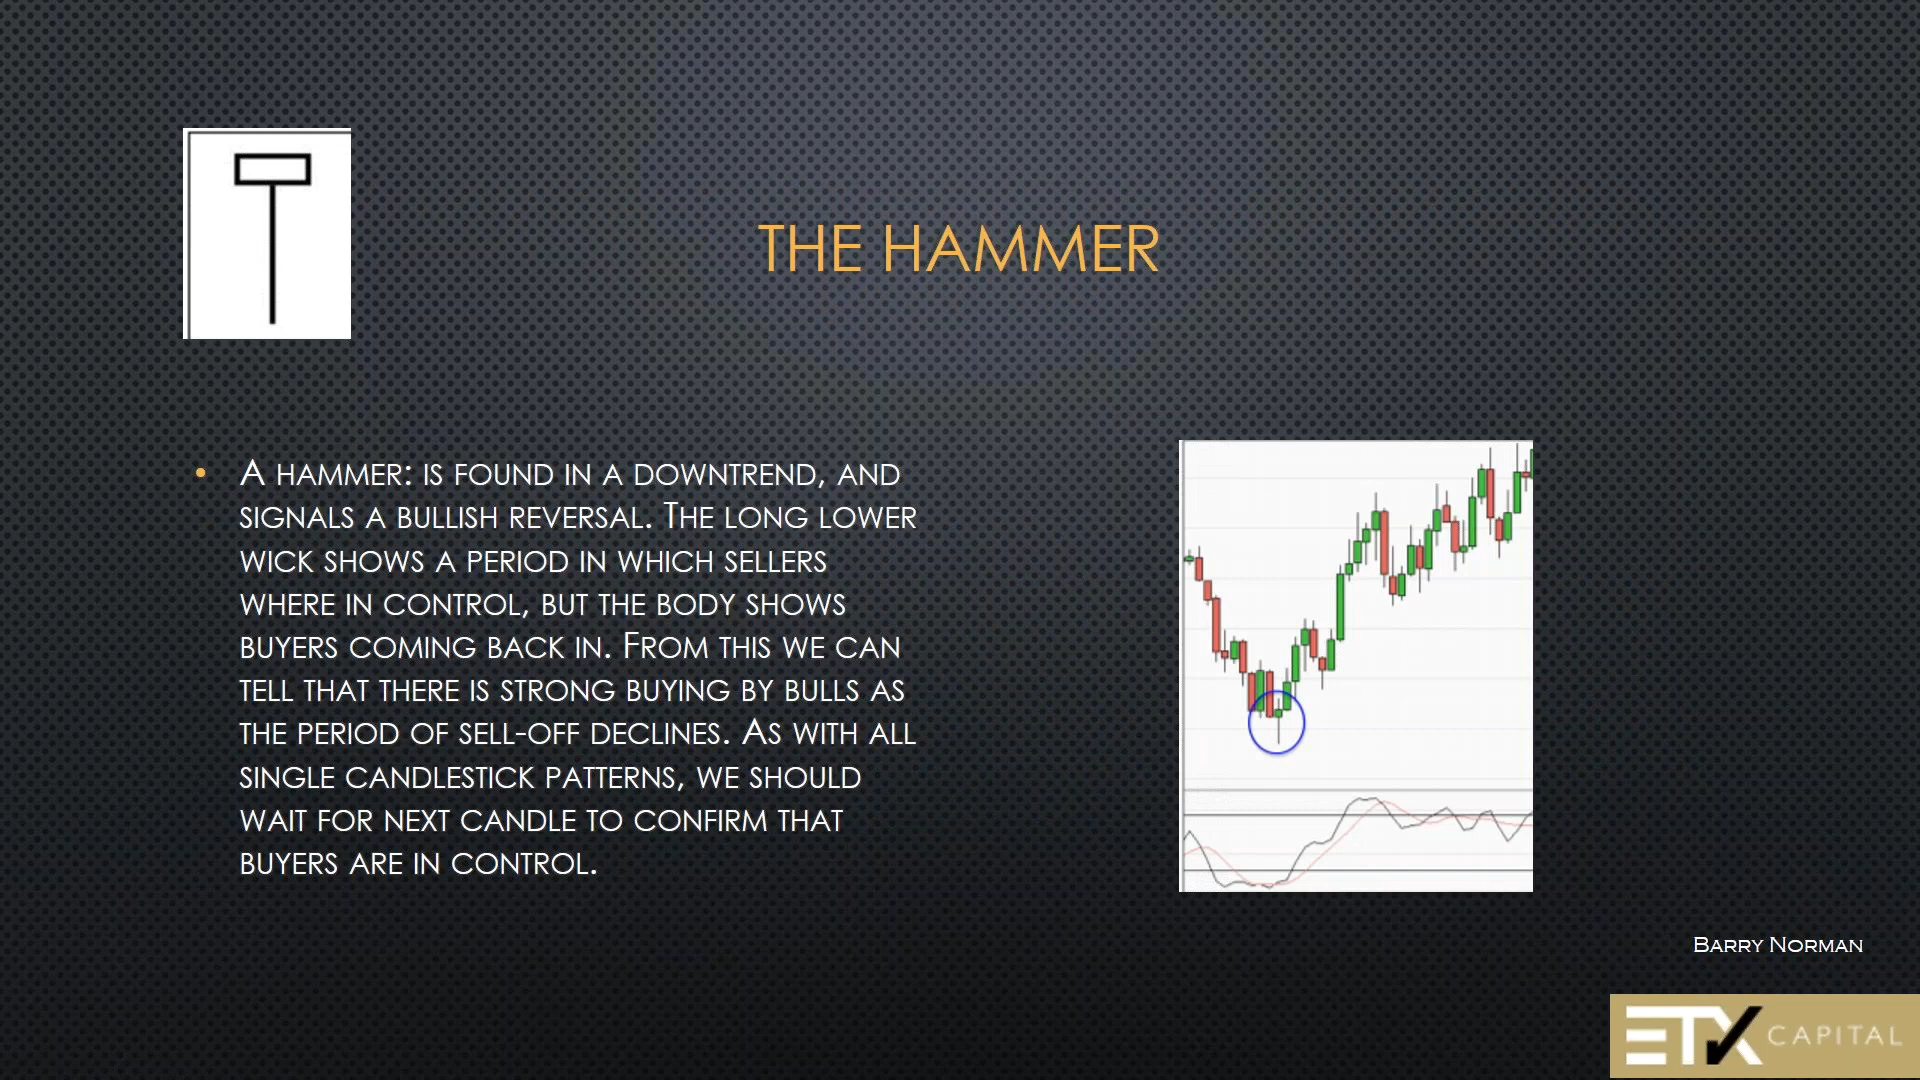 THE HAMMER
• A HAMMER: IS FOUND IN A DOWNTREND, AND
SIGNALS A BULLISH REVERSAL. THE LONG LOWER
WICK SHOWS A PERIOD IN WHICH SELLERS
WHERE IN CONTROL, BUT THE BODY SHOWS
BUYERS COMING BACK IN. FROM THIS WE CAN
TELL THAT THERE IS STRONG BUYING BY BULLS AS
THE PERIOD OF SELL-OFF DECLINES. AS WITH ALL
SINGLE CANDLESTICK PATTERNS, WE SHOULD
WAIT FOR NEXT CANDLE TO CONFIRM THAT
BUYERS ARE IN CONTROL.
BARRY NORMAN
ETX CAPITAL